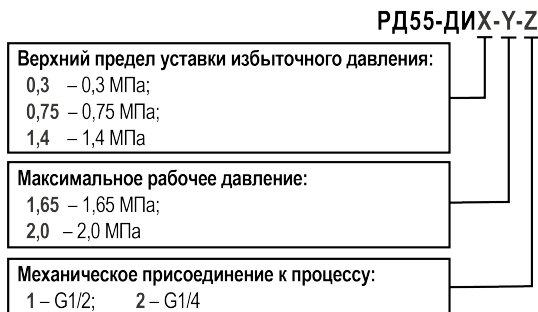 РД55-ДИХ-Y-Z
Верхний предел уставки избыточного давления:
0,3 – 0,3 МПа;
0,75 – 0,75 МПа;
1,4 – 1,4 МПа
Максимальное рабочее давление:
1,65 – 1,65 МПа;
2,0 – 2,0 МПа
Механическое присоединение к процессу:
1 – G1/2; 2 – G1/4